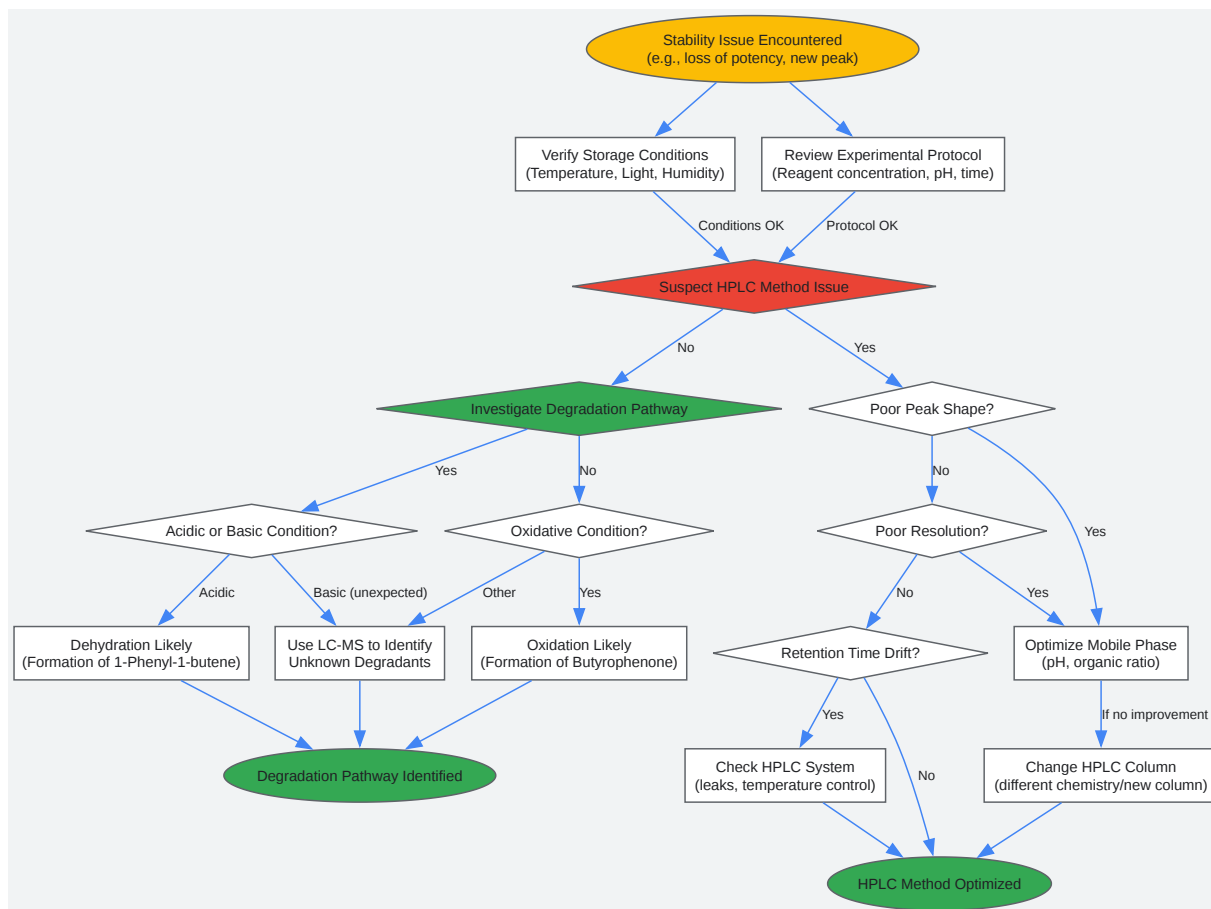 Stability Issue Encountered
(e.g., loss of potency, new peak)
Verify Storage Conditions
(Temperature, Light, Humidity)
Review Experimental Protocol
(Reagent concentration, pH, time)
Conditions OK
Protocol OK
Suspect HPLC Method Issue
No
Yes
Investigate Degradation Pathway
Poor Peak Shape?
Yes
No
No
Yes
Acidic or Basic Condition?
Oxidative Condition?
Poor Resolution?
Acidic
Basic (unexpected)
Other
Yes
No
Yes
Dehydration Likely
(Formation of 1-Phenyl-1-butene)
Use LC-MS to Identify
Unknown Degradants
Oxidation Likely
(Formation of Butyrophenone)
Retention Time Drift?
Optimize Mobile Phase
(pH, organic ratio)
Yes
No
If no improvement
Degradation Pathway Identified
Check HPLC System
(leaks, temperature control)
Change HPLC Column
(different chemistry/new column)
HPLC Method Optimized